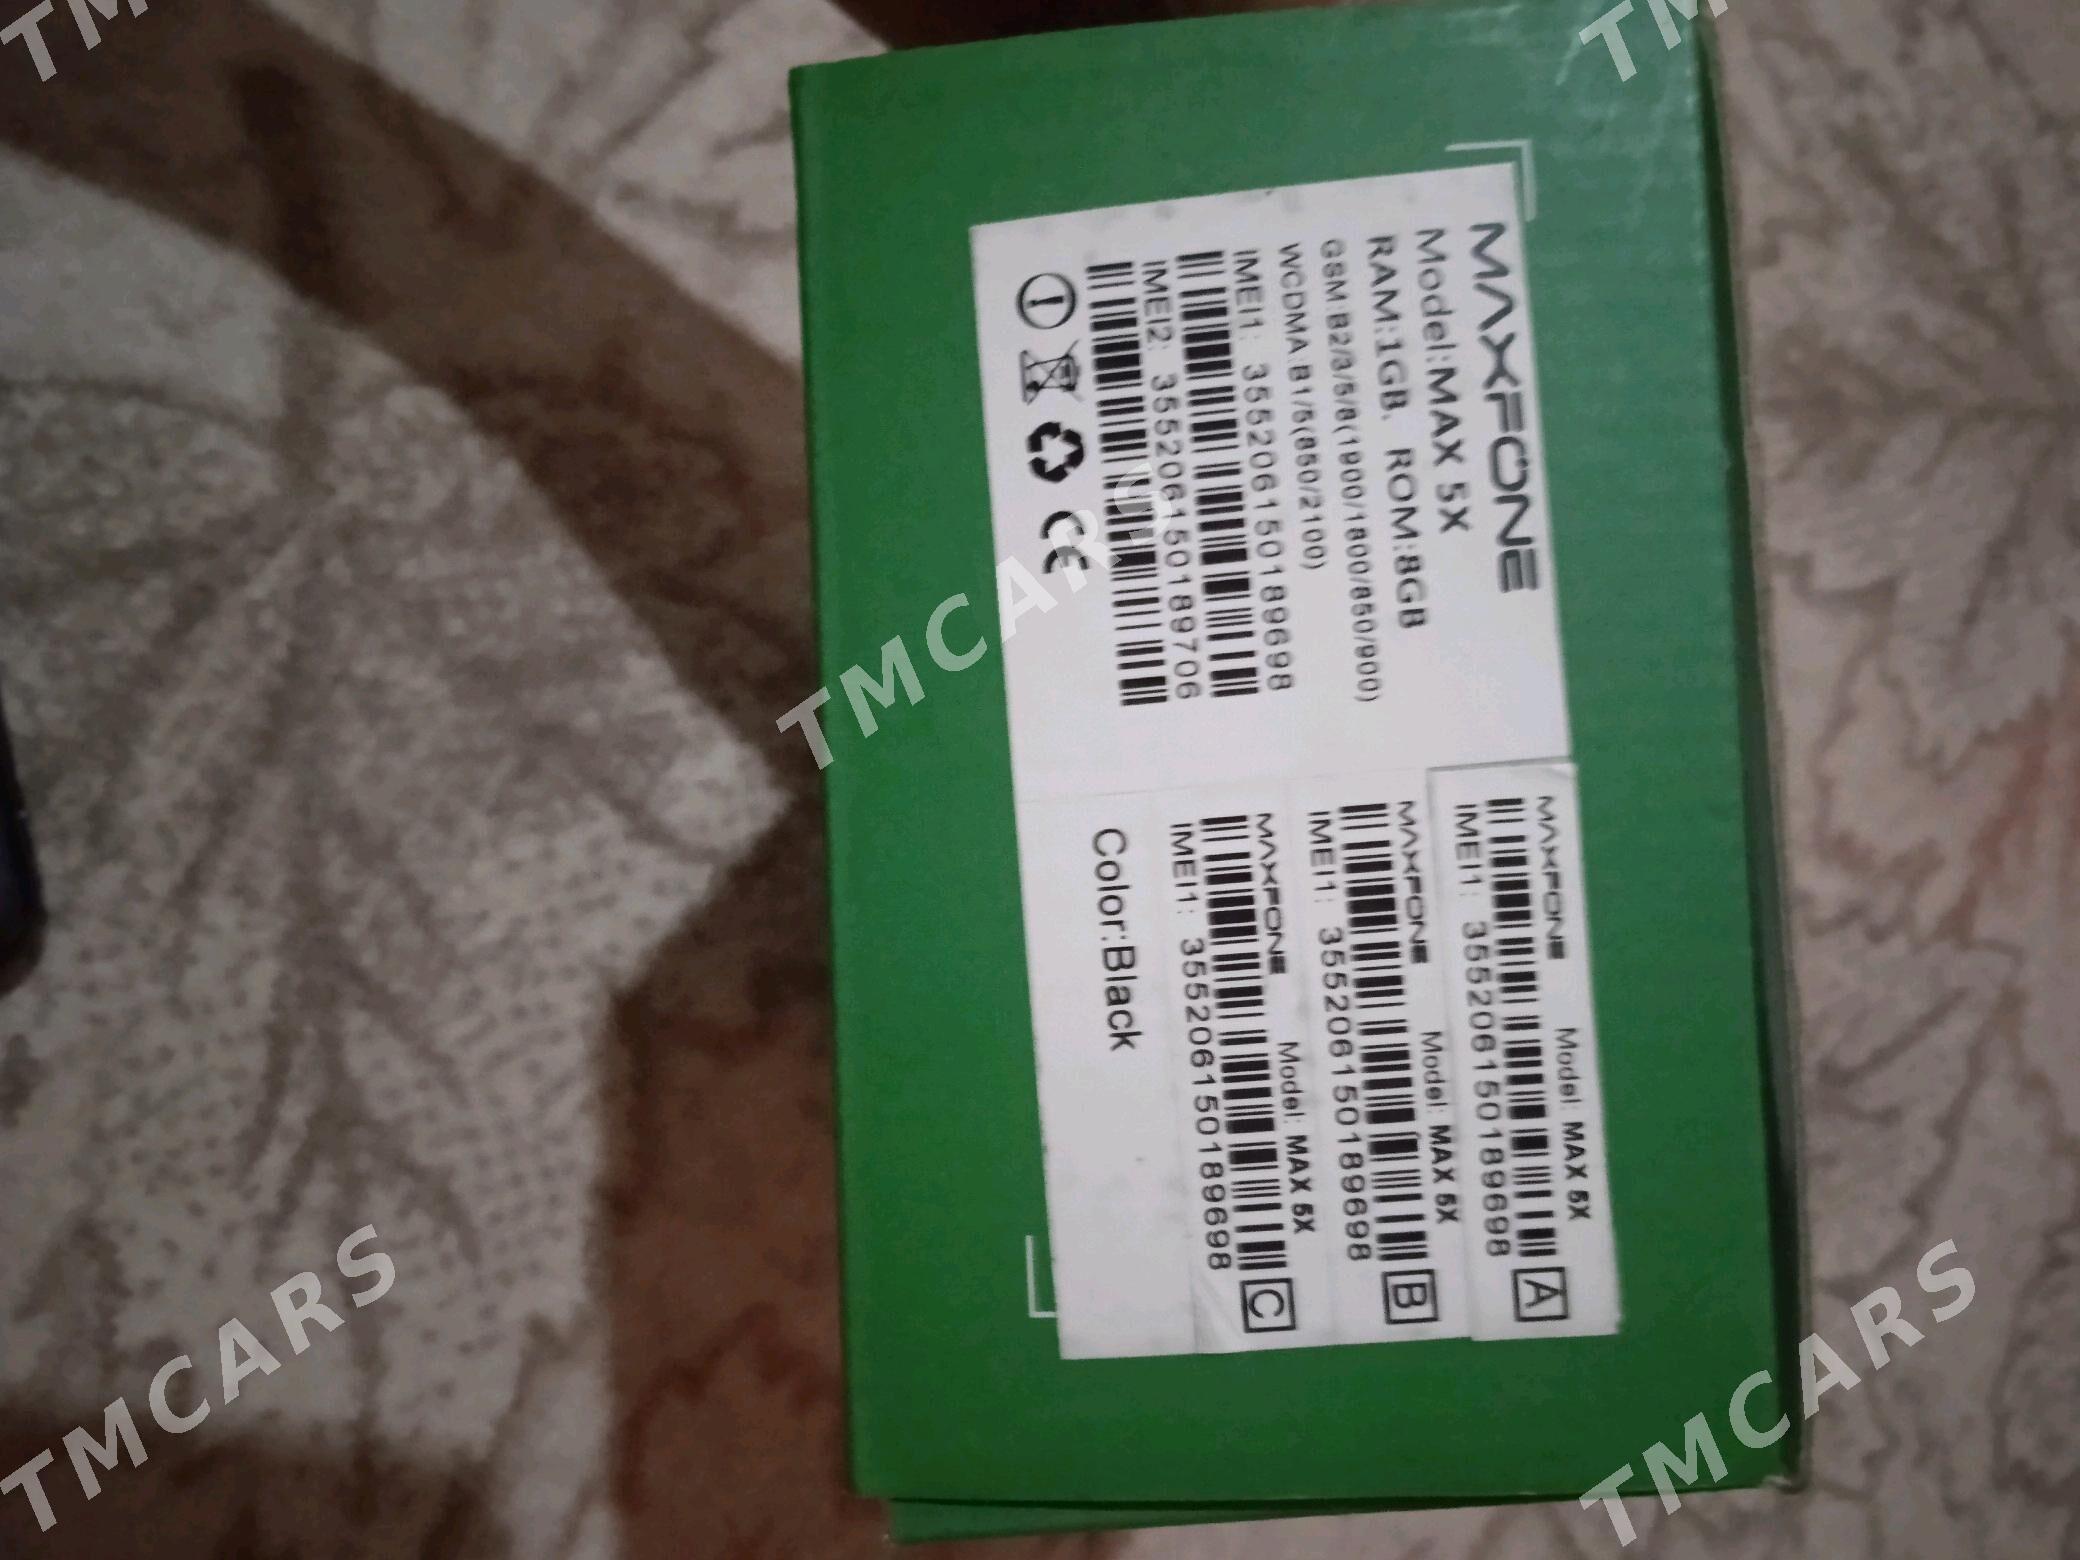 MAXFONE
Model:MAX 5X
RAM:1GB. ROM:8GB
GSM:B2/3/5/8(1900/1800/850/900)
WCDMA:B1/5(850/2100)
IMEI1: 355206150189698
IMEI2: 355206150189706
CE
MAXFONE Model: MAX 5X
IMEI1: 355206150189698
A
MAXFONE Model: MAX 5X
IMEI1: 355206150189698
B
MAXFONE Model: MAX 5X
IMEI1: 355206150189698
C
Color:Black
TM
TM
TMCARS
TMCARS
TMCARS